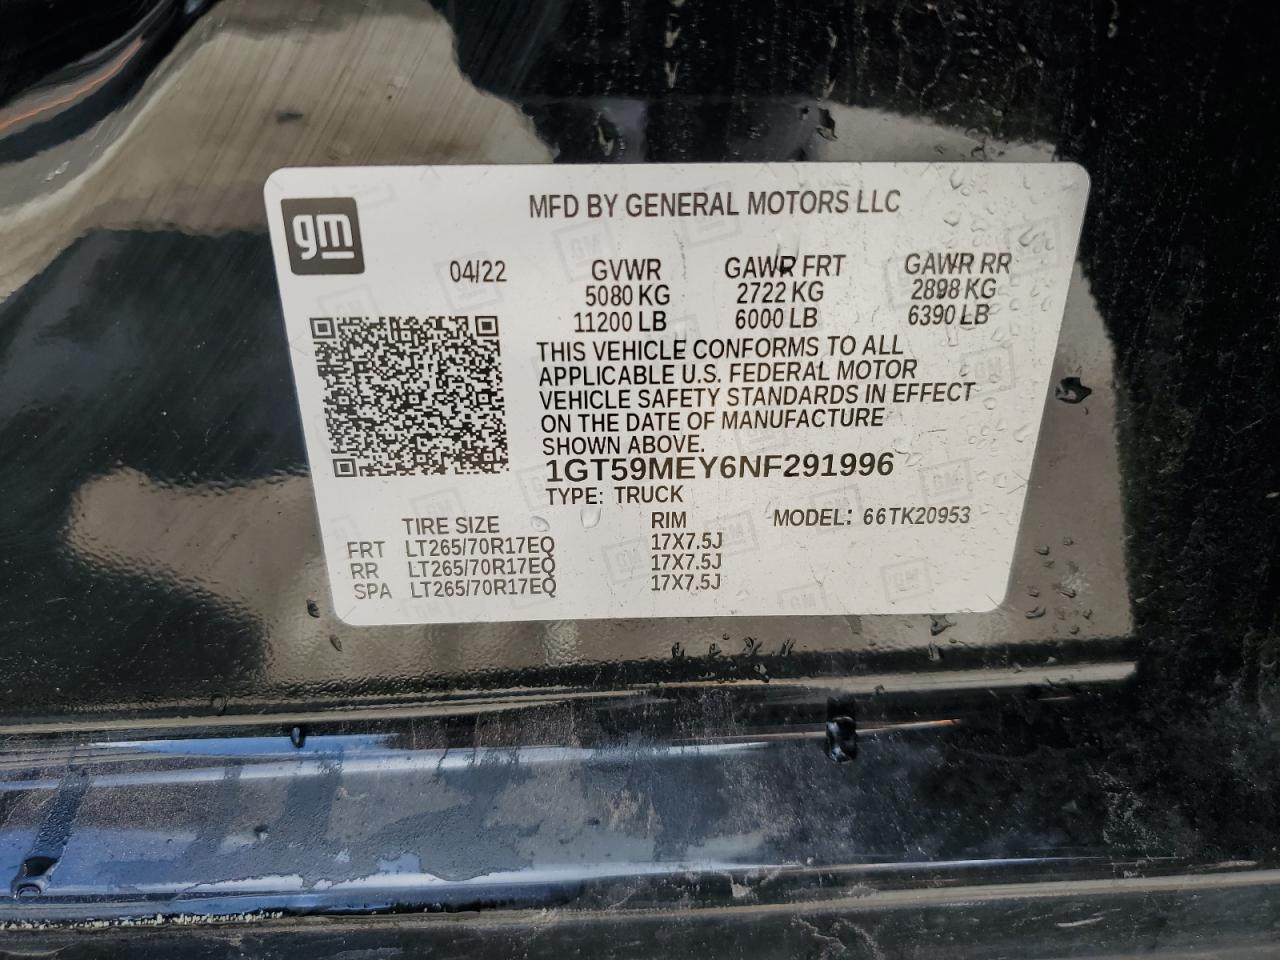 gm
MFD BY GENERAL MOTORS LLC
04/22 GVWR GAWR FRT GAWR RR
5080 KG 2722 KG 2898 KG
11200 LB 6000 LB 6390 LB
THIS VEHICLE CONFORMS TO ALL
APPLICABLE U.S. FEDERAL MOTOR
VEHICLE SAFETY STANDARDS IN EFFECT
ON THE DATE OF MANUFACTURE
SHOWN ABOVE.
1GT59MEY6NF291996
TYPE: TRUCK
TIRE SIZE RIM MODEL: 66TK20953
FRT LT265/70R17EQ 17X7.5J
RR LT265/70R17EQ 17X7.5J
SPA LT265/70R17EQ 17X7.5J